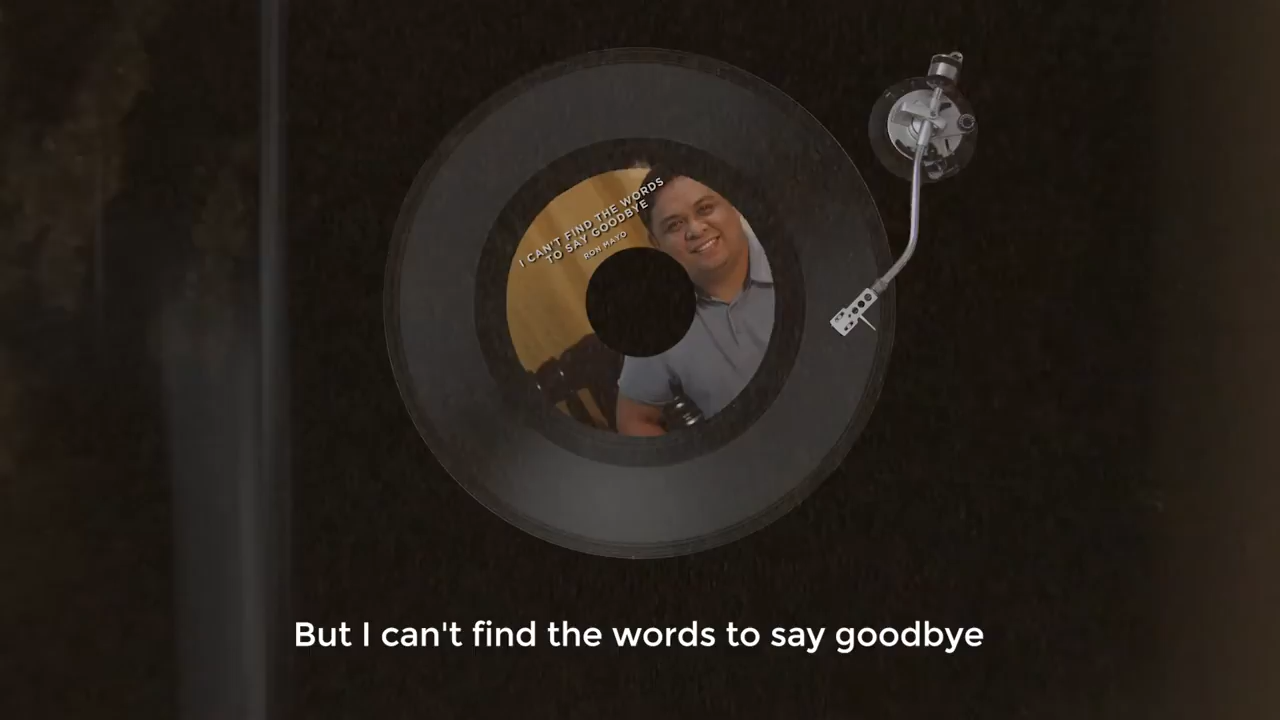 I CAN'T FIND THE WORDS
TO SAY GOODBYE
RON MAYO
But I can't find the words to say goodbye